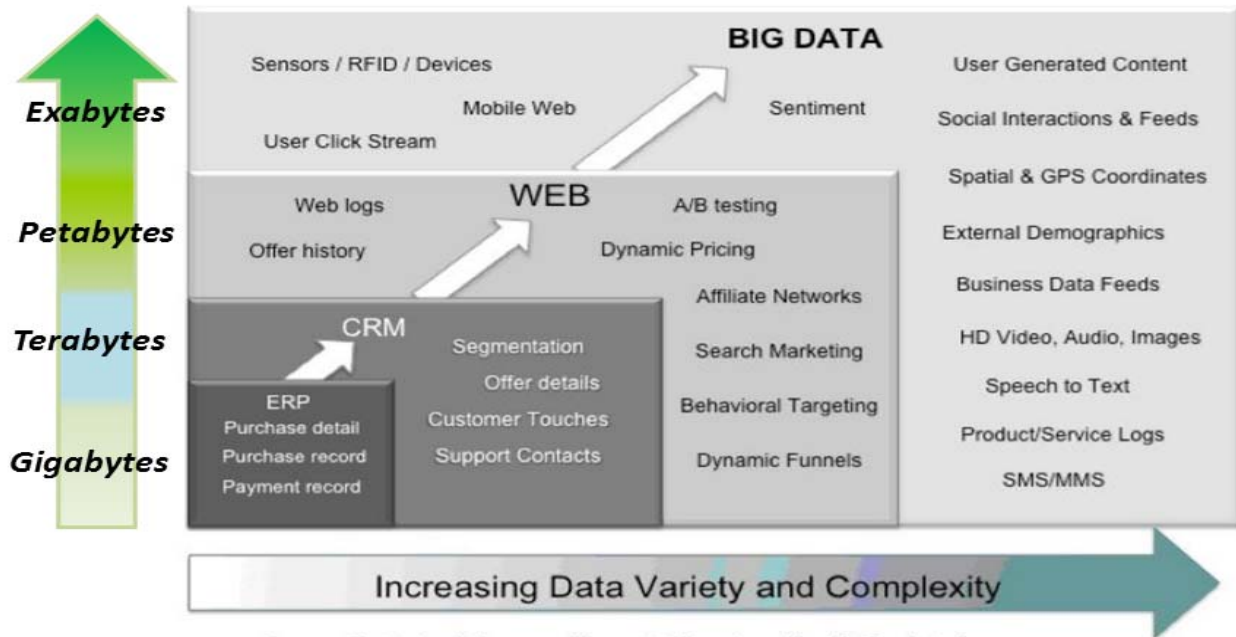 BIG DATA
Sensors / RFID / Devices
Mobile Web
User Click Stream
Sentiment
User Generated Content
Social Interactions & Feeds
Spatial & GPS Coordinates
External Demographics
Business Data Feeds
HD Video, Audio, Images
Speech to Text
Product/Service Logs
SMS/MMS
WEB
Web logs
Offer history
A/B testing
Dynamic Pricing
Affiliate Networks
Search Marketing
Behavioral Targeting
Dynamic Funnels
CRM
Segmentation
Offer details
Customer Touches
Support Contacts
ERP
Purchase detail
Purchase record
Payment record
Exabytes
Petabytes
Terabytes
Gigabytes
Increasing Data Variety and Complexity